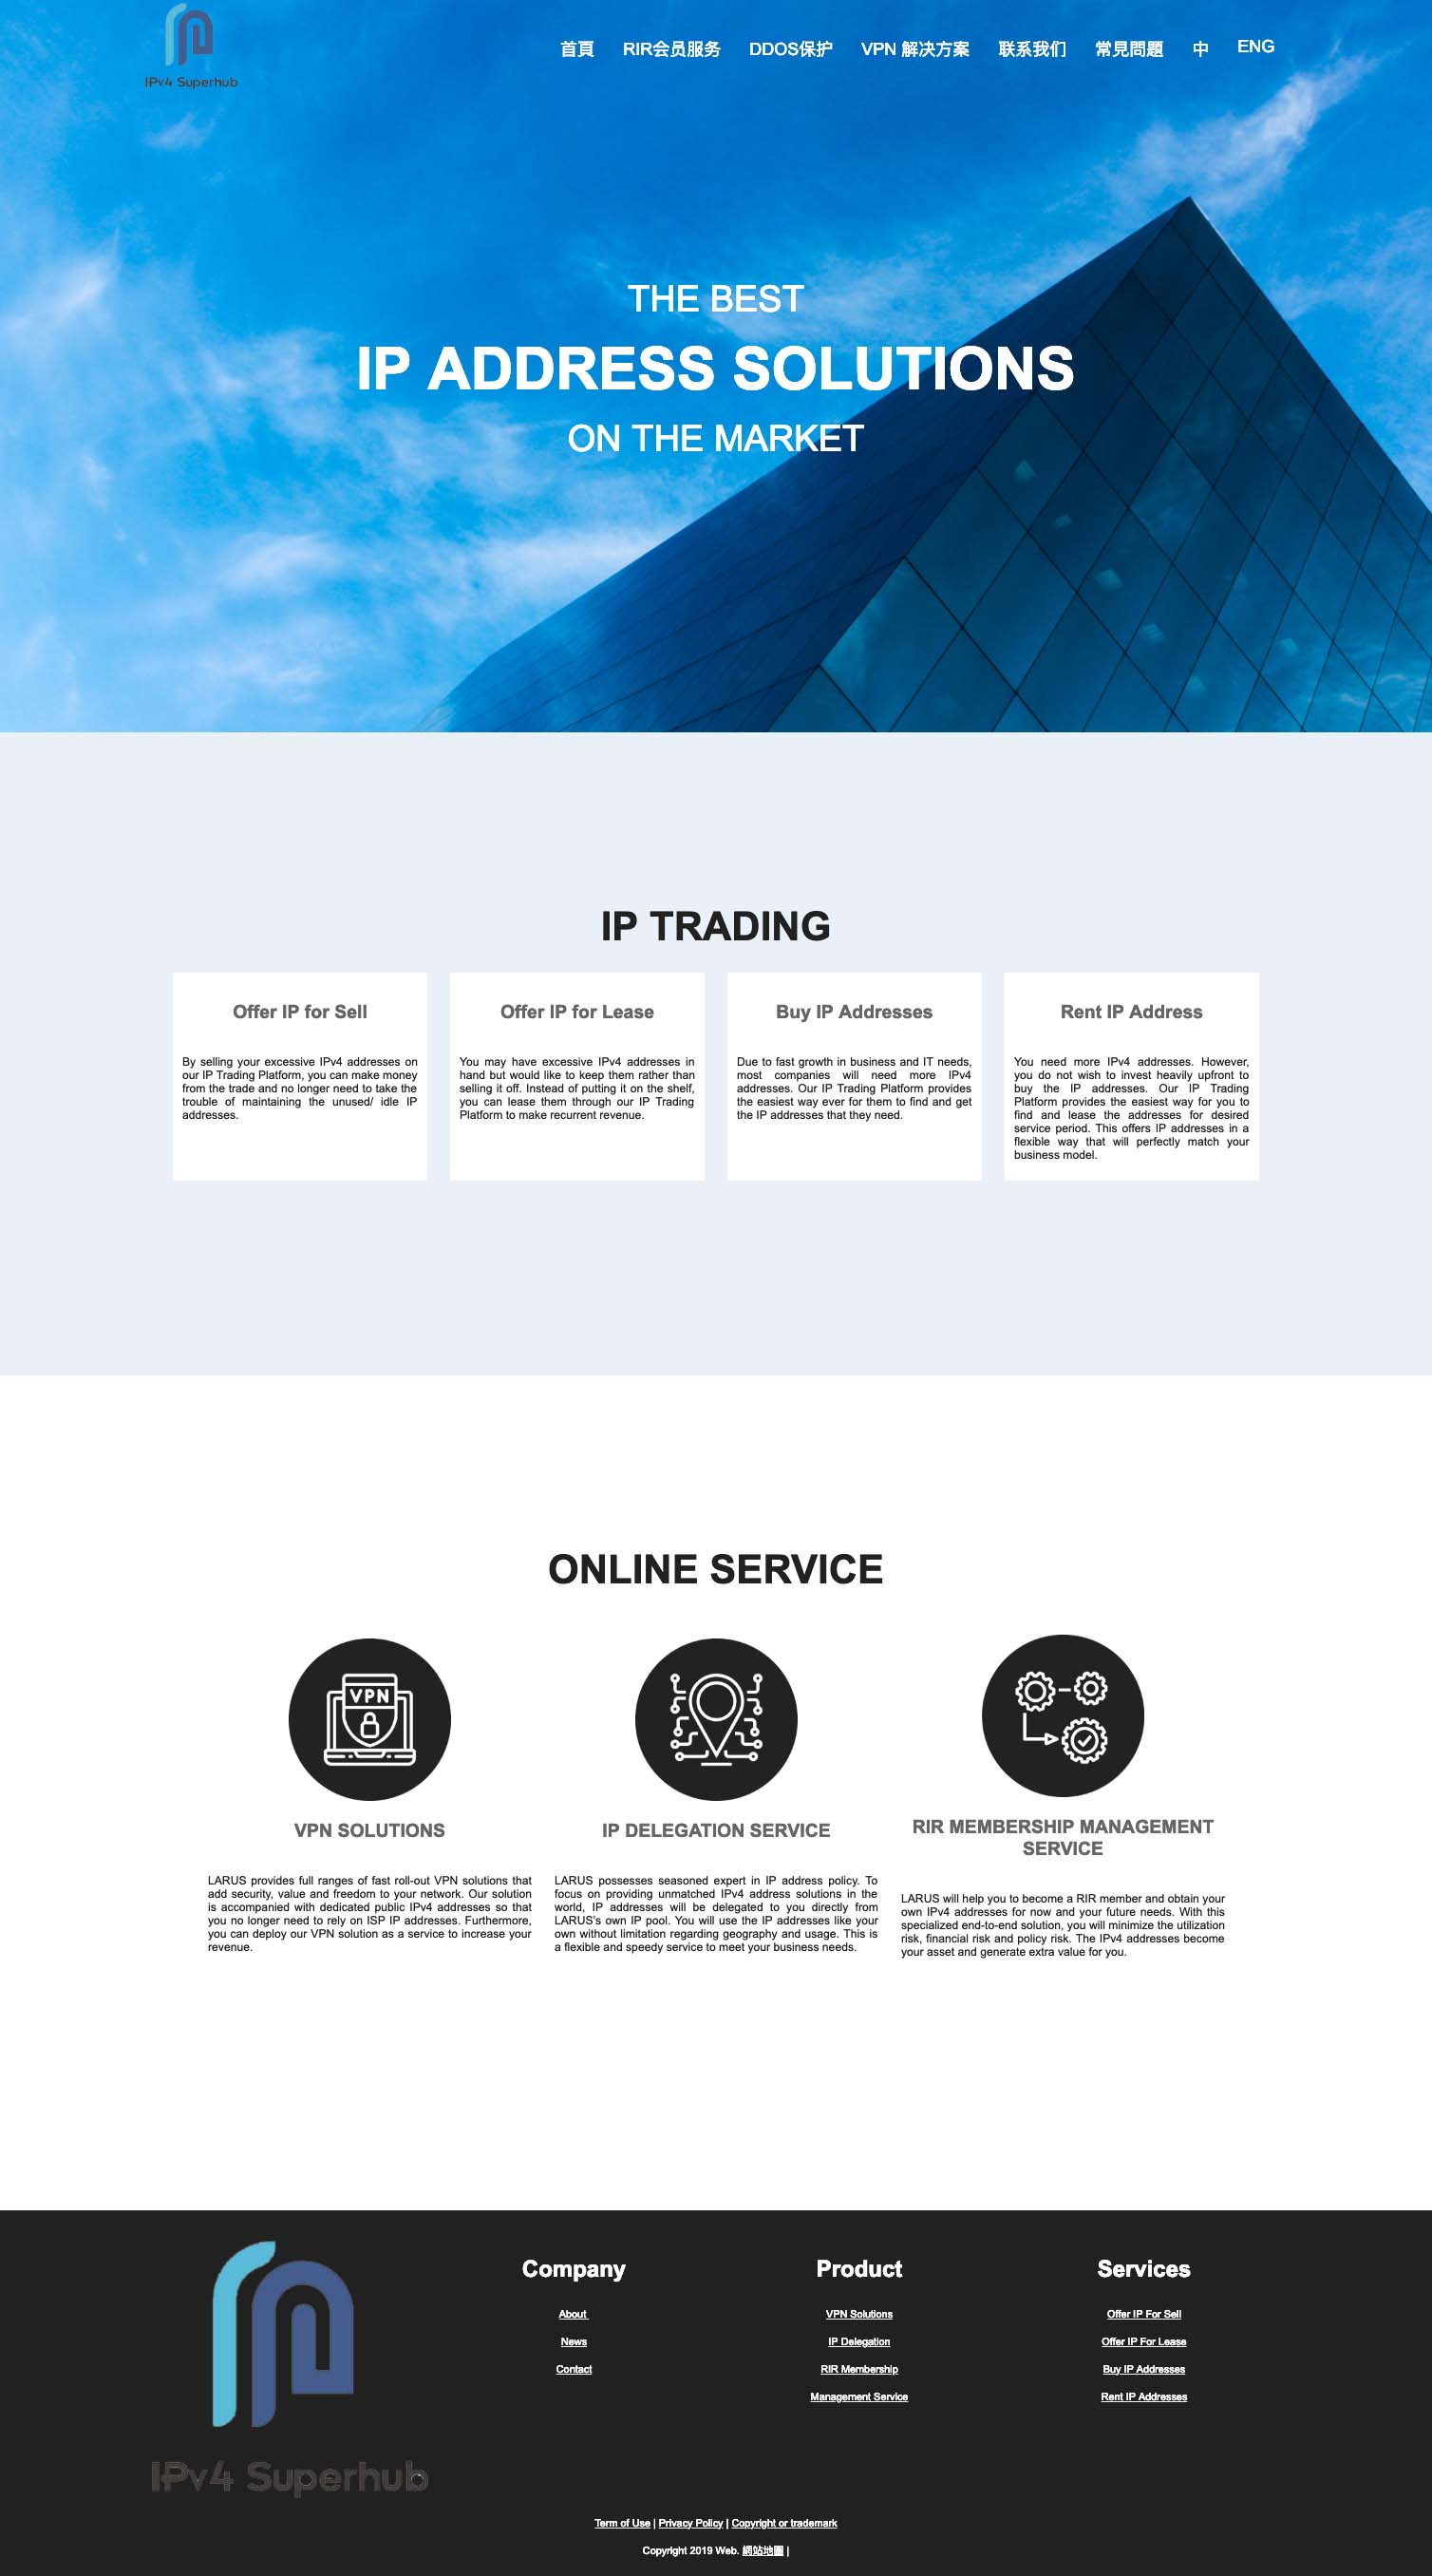 IPv4 Superhub
首頁 RIR会员服务 DDOS保护 VPN 解决方案 联系我们 常見問題 中 ENG
THE BEST
IP ADDRESS SOLUTIONS
ON THE MARKET
IP TRADING
Offer IP for Sell
By selling your excessive IPv4 addresses on
our IP Trading Platform, you can make money
from the trade and no longer need to take the
trouble of maintaining the unused/ idle IP
addresses.
Offer IP for Lease
You may have excessive IPv4 addresses in
hand but would like to keep them rather than
selling it off. Instead of putting it on the shelf,
you can lease them through our IP Trading
Platform to make recurrent revenue.
Buy IP Addresses
Due to fast growth in business and IT needs,
most companies will need more IPv4
addresses. Our IP Trading Platform provides
the easiest way ever for them to find and get
the IP addresses that they need.
Rent IP Address
You need more IPv4 addresses. However,
you do not wish to invest heavily upfront to
buy the IP addresses. Our IP Trading
Platform provides the easiest way for you to
find and lease the addresses for desired
service period. This offers IP addresses in a
flexible way that will perfectly match your
business model.
ONLINE SERVICE
VPN
VPN SOLUTIONS
LARUS provides full ranges of fast roll-out VPN solutions that
add security, value and freedom to your network. Our solution
is accompanied with dedicated public IPv4 addresses so that
you no longer need to rely on ISP IP addresses. Furthermore,
you can deploy our VPN solution as a service to increase your
revenue.
IP DELEGATION SERVICE
LARUS possesses seasoned expert in IP address policy. To
focus on providing unmatched IPv4 address solutions in the
world, IP addresses will be delegated to you directly from
LARUS's own IP pool. You will use the IP addresses like your
own without limitation regarding geography and usage. This is
a flexible and speedy service to meet your business needs.
RIR MEMBERSHIP MANAGEMENT
SERVICE
LARUS will help you to become a RIR member and obtain your
own IPv4 addresses for now and your future needs. With this
specialized end-to-end solution, you will minimize the utilization
risk, financial risk and policy risk. The IPv4 addresses become
your asset and generate extra value for you.
IPv4 Superhub
Company
About
News
Contact
Product
VPN Solutions
IP Delegation
RIR Membership
Management Service
Services
Offer IP For Sell
Offer IP For Lease
Buy IP Addresses
Rent IP Addresses
Term of Use | Privacy Policy | Copyright or trademark
Copyright 2019 Web. 網站地圖 |